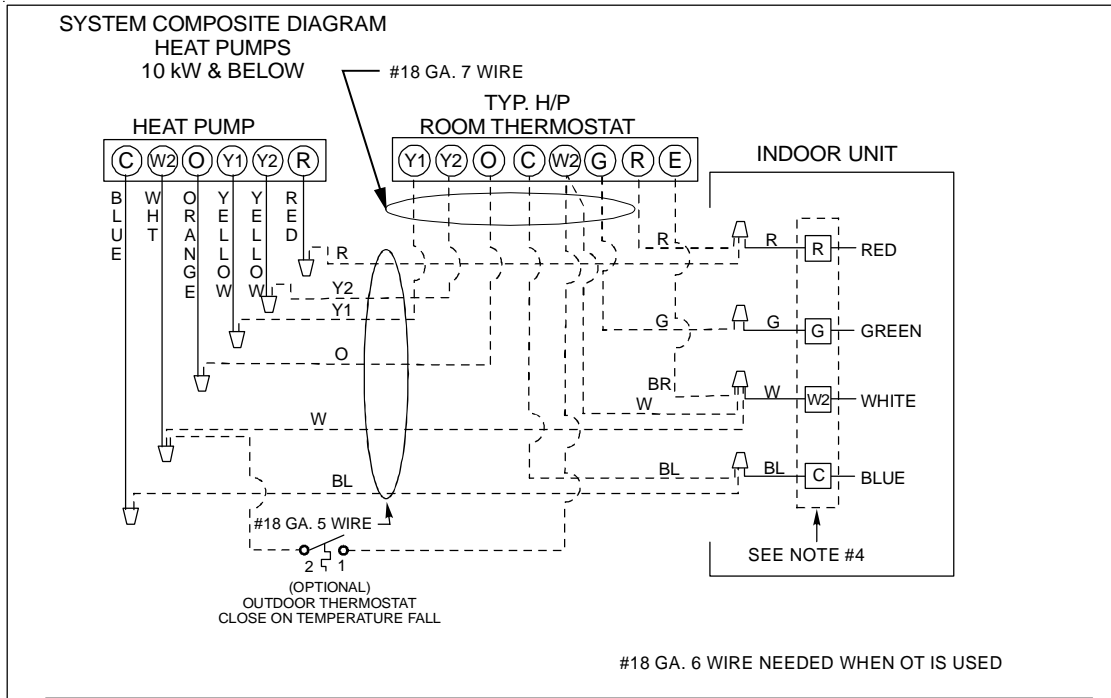 SYSTEM COMPOSITE DIAGRAM
HEAT PUMPS
10 kW & BELOW
#18 GA. 7 WIRE
TYP. H/P
ROOM THERMOSTAT
HEAT PUMP
INDOOR UNIT
C W2 O Y1 Y2 R
Y1 Y2 O C W2 G R E
BLUE
WHT
ORANGE
YELLOW
YELLOW
RED
R
R
R
R
RED
Y2
Y1
G
G
G
GREEN
O
BR
W
W
W
W2
WHITE
BL
BL
BL
C
BLUE
#18 GA. 5 WIRE
2 1
(OPTIONAL)
OUTDOOR THERMOSTAT
CLOSE ON TEMPERATURE FALL
SEE NOTE #4
#18 GA. 6 WIRE NEEDED WHEN OT IS USED